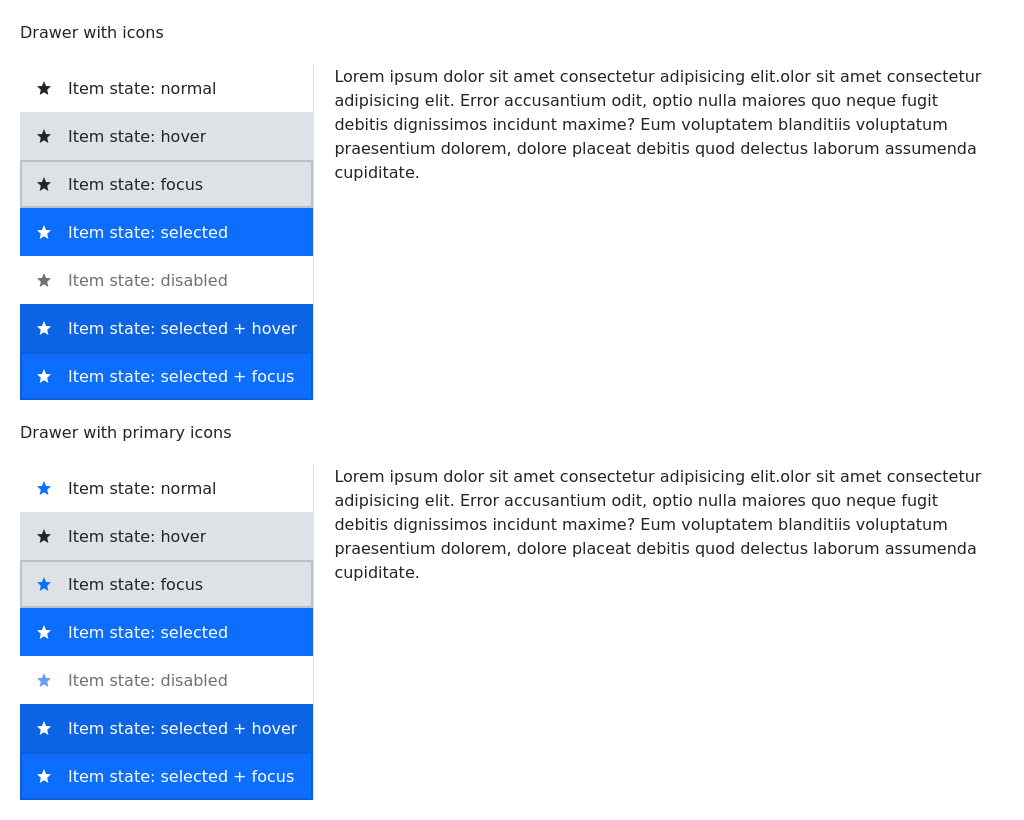 Drawer with icons
Item state: normal
Item state: hover
Item state: focus
Item state: selected
Item state: disabled
Item state: selected + hover
Item state: selected + focus
Lorem ipsum dolor sit amet consectetur adipisicing elit.olor sit amet consectetur
adipisicing elit. Error accusantium odit, optio nulla maiores quo neque fugit
debitis dignissimos incidunt maxime? Eum voluptatem blanditiis voluptatum
praesentium dolorem, dolore placeat debitis quod delectus laborum assumenda
cupiditate.
Drawer with primary icons
Item state: normal
Item state: hover
Item state: focus
Item state: selected
Item state: disabled
Item state: selected + hover
Item state: selected + focus
Lorem ipsum dolor sit amet consectetur adipisicing elit.olor sit amet consectetur
adipisicing elit. Error accusantium odit, optio nulla maiores quo neque fugit
debitis dignissimos incidunt maxime? Eum voluptatem blanditiis voluptatum
praesentium dolorem, dolore placeat debitis quod delectus laborum assumenda
cupiditate.